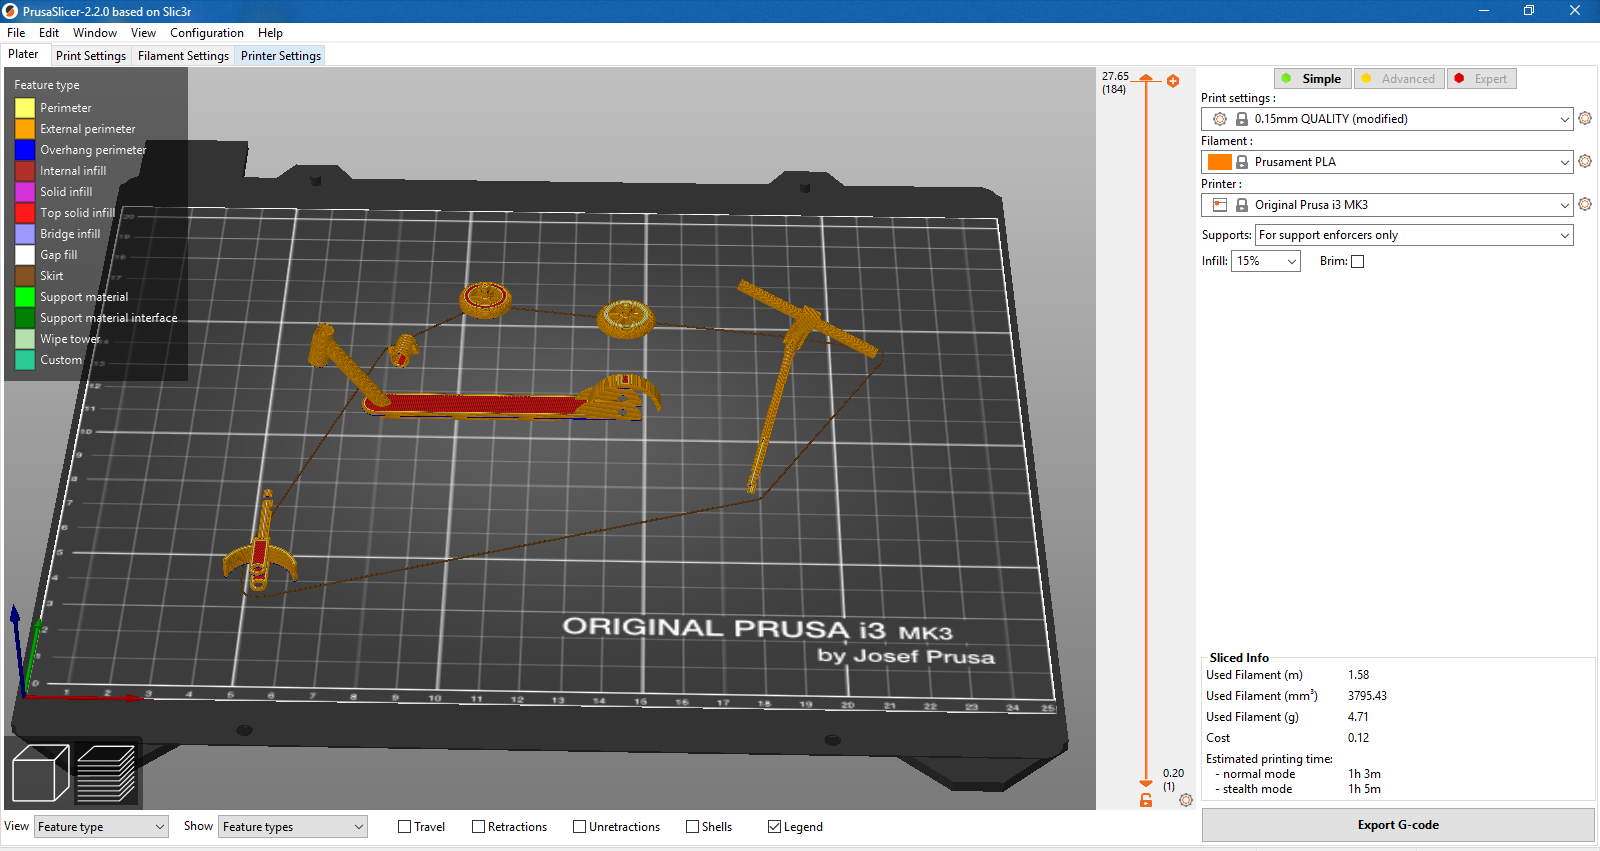 PrusaSlicer-2.2.0 based on Slic3r
File Edit Window View Configuration Help
Plater Print Settings Filament Settings Printer Settings
Feature type
Perimeter
External perimeter
Overhang perimeter
Internal infill
Solid infill
Top solid infill
Bridge infill
Gap fill
Skirt
Support material
Support material interface
Wipe tower
Custom
ORIGINAL PRUSA i3 MK3
by Josef Prusa
0 1 2 3 4 5 6 7 8 9 10 11 12 13 14 15 16 17 18 19 20 21 22 23 24 25
27.65
(184)
0.20
(1)
Simple Advanced Expert
Print settings :
0.15mm QUALITY (modified)
Filament :
Prusament PLA
Printer :
Original Prusa i3 MK3
Supports: For support enforcers only
Infill: 15% Brim:
Sliced Info
Used Filament (m) 1.58
Used Filament (mm³) 3795.43
Used Filament (g) 4.71
Cost 0.12
Estimated printing time:
- normal mode 1h 3m
- stealth mode 1h 5m
Export G-code
View Feature type Show Feature types Travel Retractions Unretractions Shells Legend